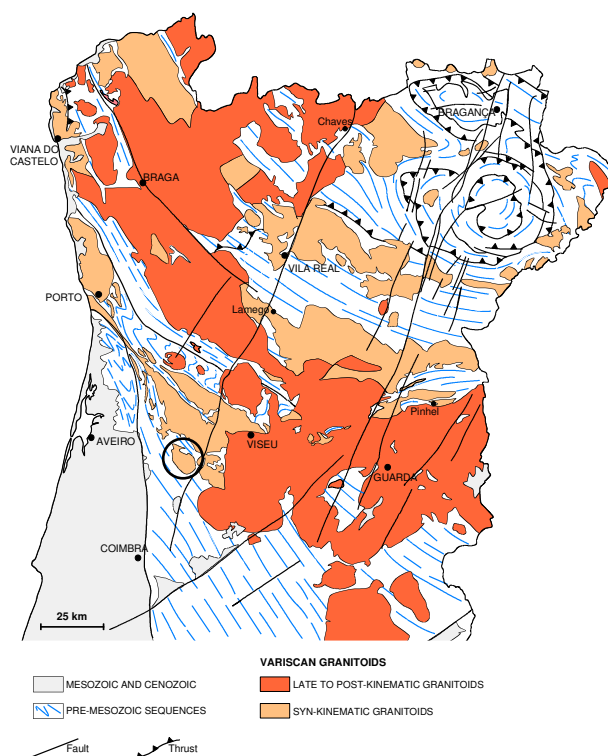 Chaves
BRAGANÇA
VIANA DO
CASTELO
BRAGA
VILA REAL
PORTO
Lamego
Pinhel
AVEIRO
VISEU
GUARDA
COIMBRA
25 km
VARISCAN GRANITOIDS
MESOZOIC AND CENOZOIC
LATE TO POST-KINEMATIC GRANITOIDS
PRE-MESOZOIC SEQUENCES
SYN-KINEMATIC GRANITOIDS
Fault
Thrust